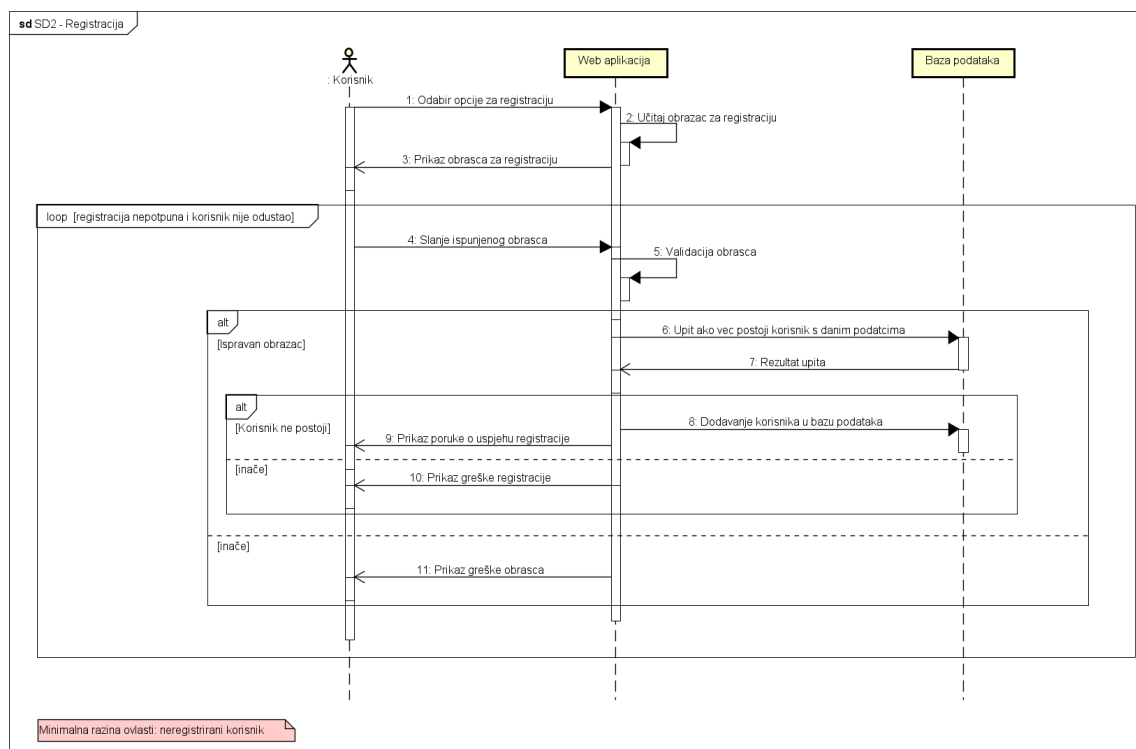 sd SD2 - Registracija
: Korisnik
Web aplikacija
Baza podataka
1: Odabir opcije za registraciju
2: Učitaj obrazac za registraciju
3: Prikaz obrasca za registraciju
loop [registracija nepotpuna i korisnik nije odustao]
4: Slanje ispunjenog obrasca
5: Validacija obrasca
alt
[Ispravan obrazac]
6: Upit ako vec postoji korisnik s danim podatcima
7: Rezultat upita
alt
[Korisnik ne postoji]
8: Dodavanje korisnika u bazu podataka
9: Prikaz poruke o uspjehu registracije
[inače]
10: Prikaz greške registracije
[inače]
11: Prikaz greške obrasca
Minimalna razina ovlasti: neregistrirani korisnik